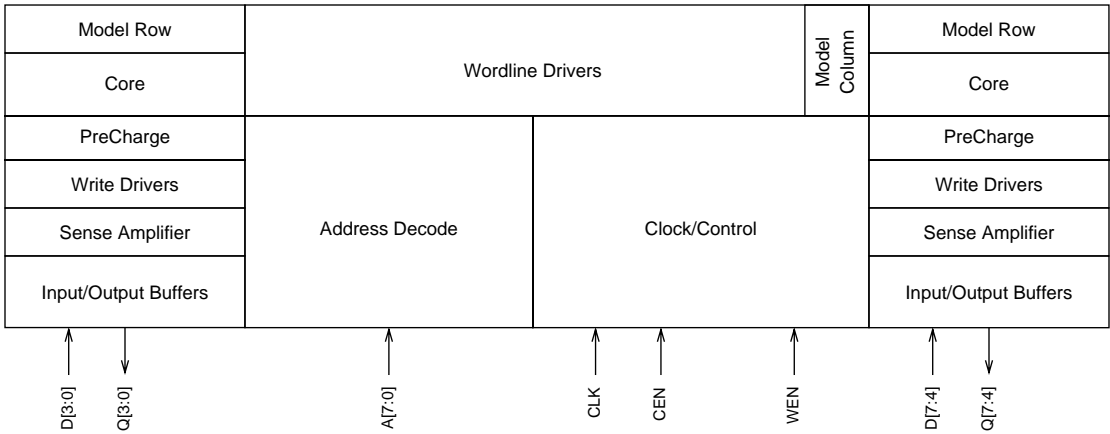 Model Row
Core
PreCharge
Write Drivers
Sense Amplifier
Input/Output Buffers
Wordline Drivers
Model
Column
Address Decode
Clock/Control
Model Row
Core
PreCharge
Write Drivers
Sense Amplifier
Input/Output Buffers
D[3:0]
Q[3:0]
A[7:0]
CLK
CEN
WEN
D[7:4]
Q[7:4]